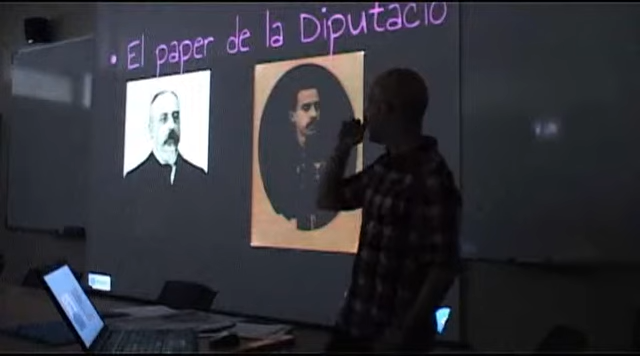 • El paper de la Diputació